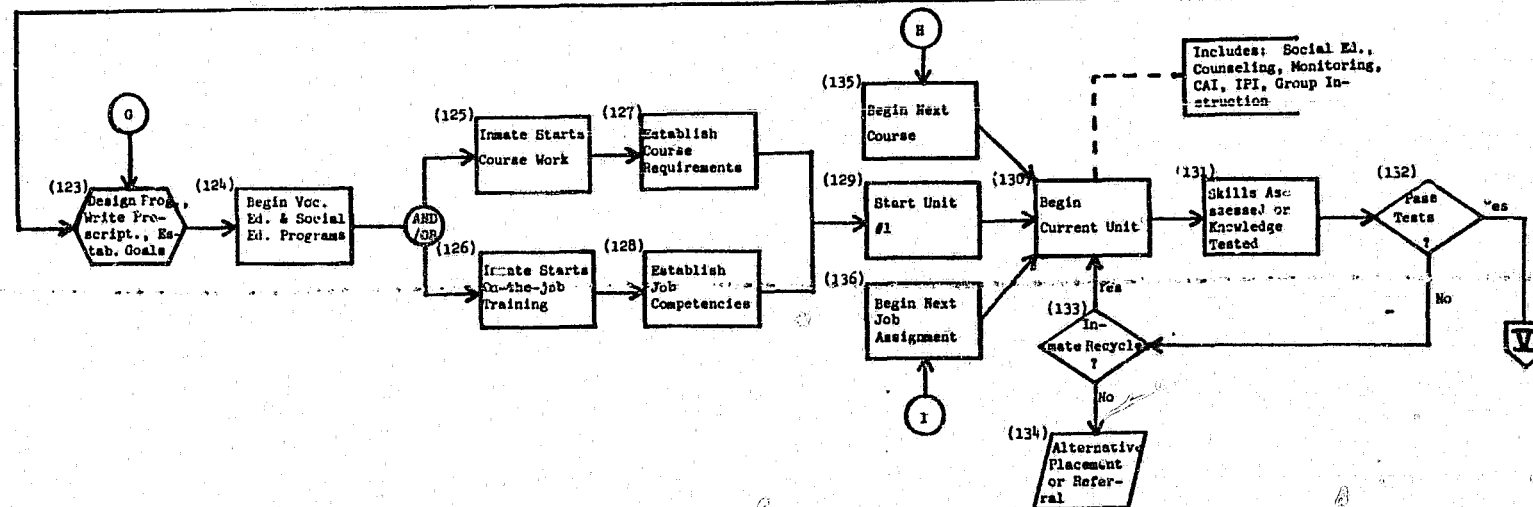 G
(123)
Design Prog.,
Write Pro-
script., Es-
tab. Goals
(124)
Begin Voc.
Ed. & Social
Ed. Programs
AND
/OR
(125)
Inmate Starts
Course Work
(127)
Establish
Course
Requirements
(126)
Inmate Starts
On-the-job
Training
(128)
Establish
Job
Competencies
H
(135)
Begin Next
Course
(129)
Start Unit
#1
(136)
Begin Next
Job
Assignment
I
(130)
Begin
Current Unit
Includes: Social Ed.,
Counseling, Monitoring,
CAI, IPI, Group In-
struction
(131)
Skills As-
sessed or
Knowledge
Tested
(132)
Pass
Tests
?
Yes
No
V
(133)
In-
mate Recycle
?
Yes
No
(134)
Alternative
Placement
or Refer-
ral